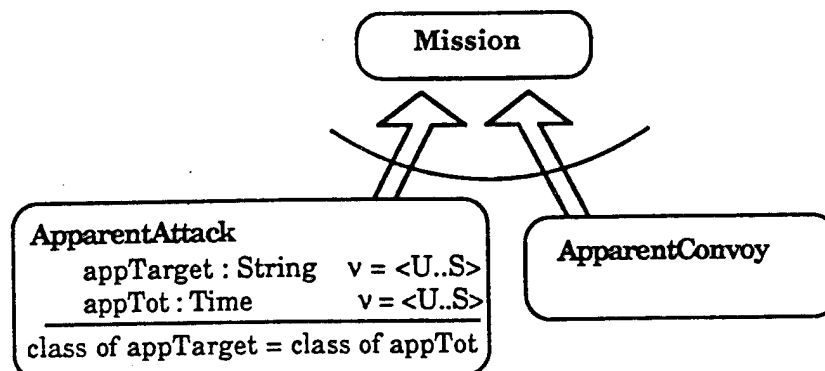 Mission
ApparentAttack
appTarget : String v = <U..S>
appTot : Time v = <U..S>
class of appTarget = class of appTot
ApparentConvoy